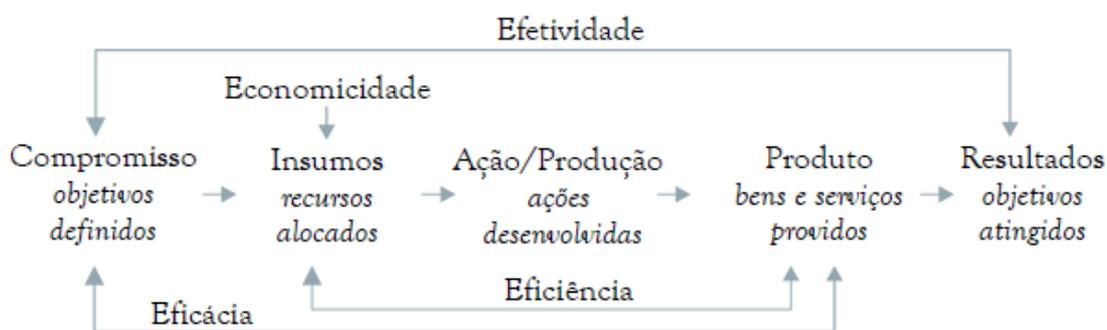 Efetividade
Economicidade
Compromisso
objetivos
definidos
Insumos
recursos
alocados
Ação/Produção
ações
desenvolvidas
Produto
bens e serviços
providos
Resultados
objetivos
atingidos
Eficiência
Eficácia